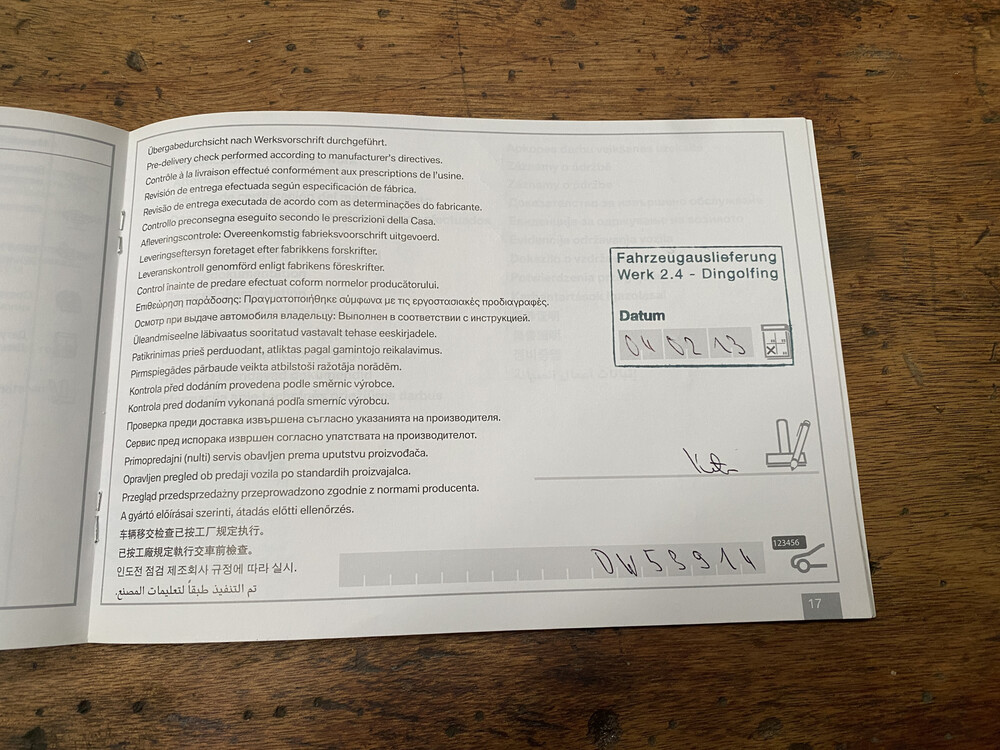 Übergabedurchsicht nach Werksvorschrift durchgeführt.
Pre-delivery check performed according to manufacturer's directives.
Contrôle à la livraison effectué conformément aux prescriptions de l'usine.
Revisión de entrega efectuada según especificación de fábrica.
Revisão de entrega executada de acordo com as determinações do fabricante.
Controllo preconsegna eseguito secondo le prescrizioni della Casa.
Afleveringscontrole: Overeenkomstig fabrieksvoorschrift uitgevoerd.
Leveringseftersyn foretaget efter fabrikkens forskrifter.
Leveranskontroll genomförd enligt fabrikens föreskrifter.
Control înainte de predare efectuat coform normelor producătorului.
Επιθεώρηση παράδοσης: Πραγματοποιήθηκε σύμφωνα με τις εργοστασιακές προδιαγραφές.
Осмотр при выдаче автомобиля владельцу: Выполнен в соответствии с инструкцией.
Üleandmiseelne läbivaatus sooritatud vastavalt tehase eeskirjadele.
Patikrinimas prieš perduodant, atliktas pagal gamintojo reikalavimus.
Pirmspiegādes pārbaude veikta atbilstoši ražotāja norādēm.
Kontrola před dodáním provedena podle směrnic výrobce.
Kontrola pred dodaním vykonaná podľa smerníc výrobcu.
Проверка преди доставка извършена съгласно указанията на производителя.
Сервис пред испорака извршен согласно упатствата на производителот.
Primopredajni (nulti) servis obavljen prema uputstvu proizvođača.
Opravljen pregled ob predaji vozila po standardih proizvajalca.
Przegląd przedsprzedażny przeprowadzono zgodnie z normami producenta.
A gyártó előírásai szerinti, átadás előtti ellenőrzés.
车辆移交检查已按工厂规定执行。
已按工廠規定執行交車前檢查。
인도전 점검 제조회사 규정에 따라 실시.
تم التنفيذ طبقاً لتعليمات المصنع.
Fahrzeugauslieferung
Werk 2.4 - Dingolfing
Datum
04 02 13
123456
DW53914
17